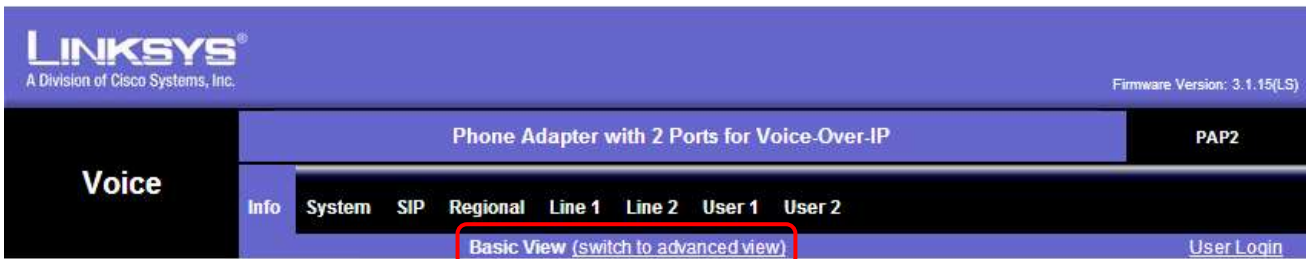 LINKSYS®
A Division of Cisco Systems, Inc.
Firmware Version: 3.1.15(LS)
Phone Adapter with 2 Ports for Voice-Over-IP
PAP2
Voice
Info System SIP Regional Line 1 Line 2 User 1 User 2
Basic View (switch to advanced view) User Login